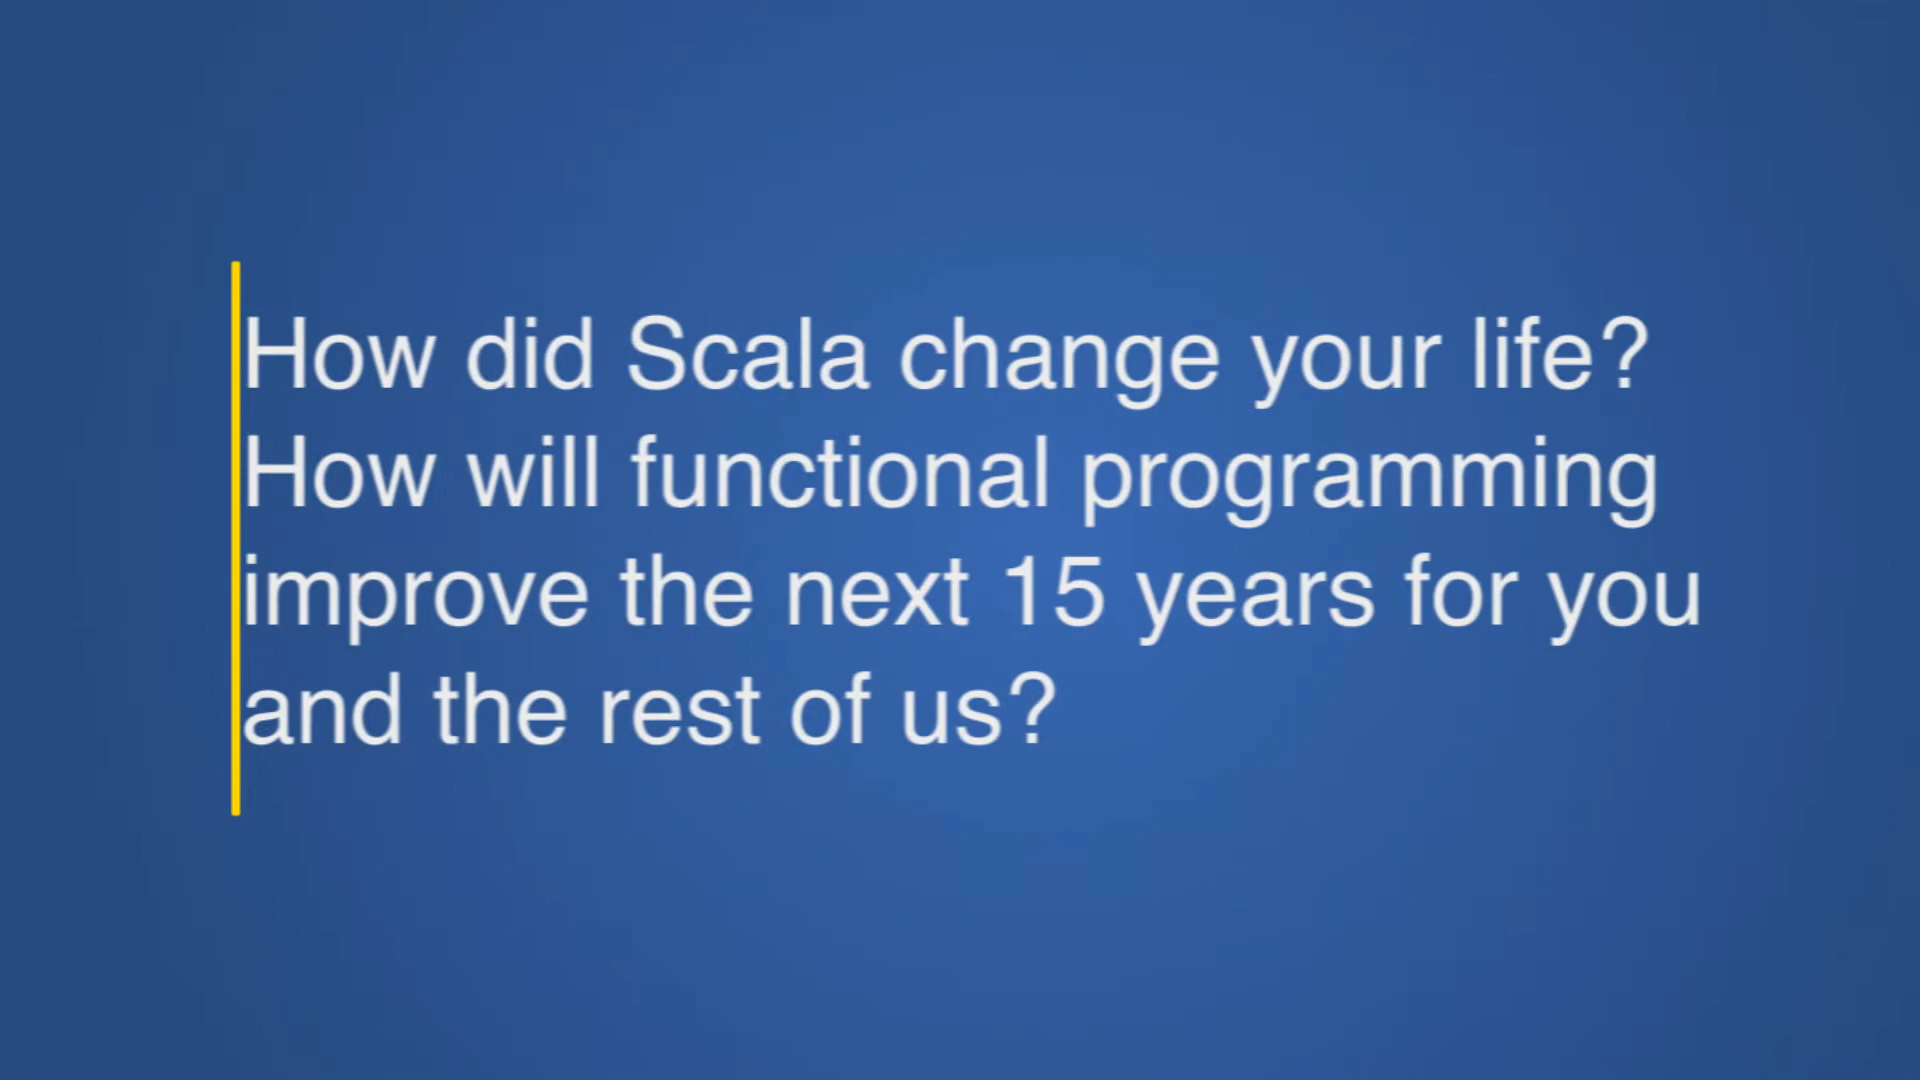 How did Scala change your life?
How will functional programming
improve the next 15 years for you
and the rest of us?